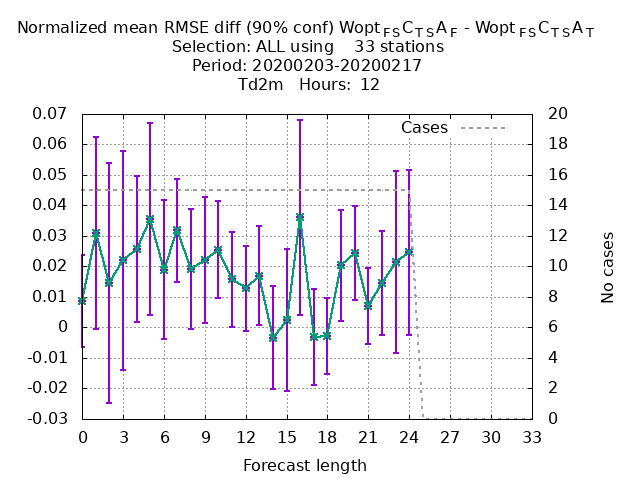 Normalized mean RMSE diff (90% conf) Wopt FS C TS A F - Wopt FS C TS A T
Selection: ALL using 33 stations
Period: 20200203-20200217
Td2m Hours: 12
Cases
0.07
0.06
0.05
0.04
0.03
0.02
0.01
0
-0.01
-0.02
-0.03
20
18
16
14
12
10
8
6
4
2
0
No cases
0 3 6 9 12 15 18 21 24 27 30 33
Forecast length